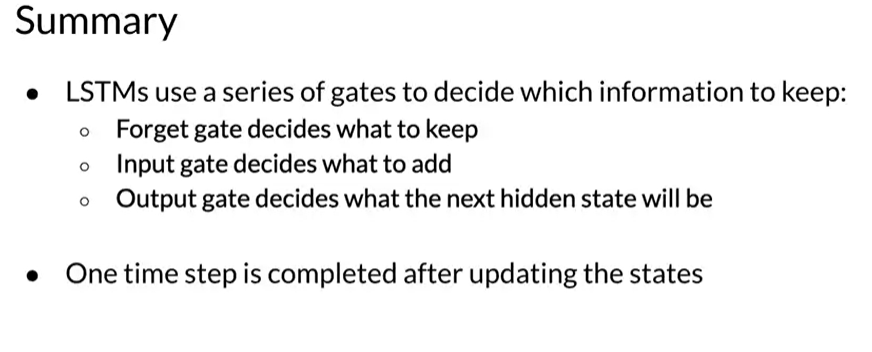 Summary
● LSTMs use a series of gates to decide which information to keep:
○ Forget gate decides what to keep
○ Input gate decides what to add
○ Output gate decides what the next hidden state will be
● One time step is completed after updating the states